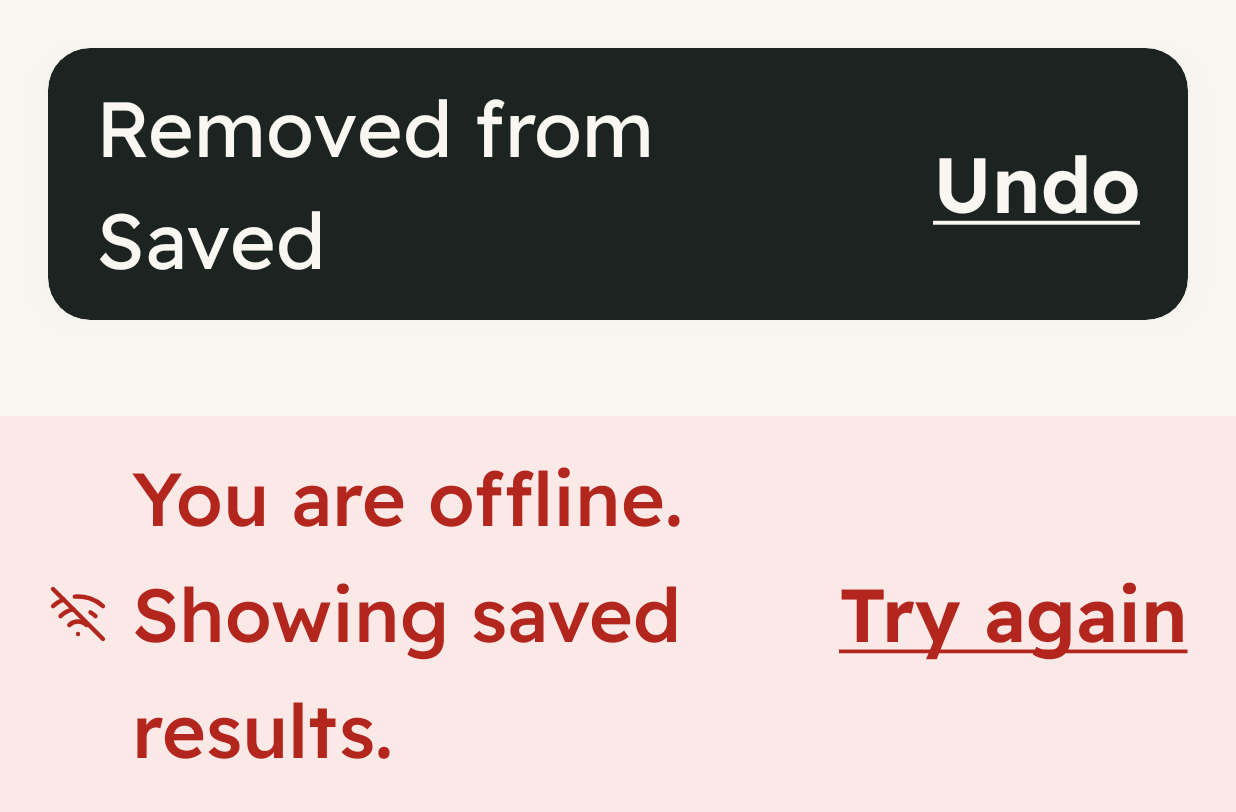 Removed from
Saved
Undo
You are offline.
Showing saved
results.
Try again